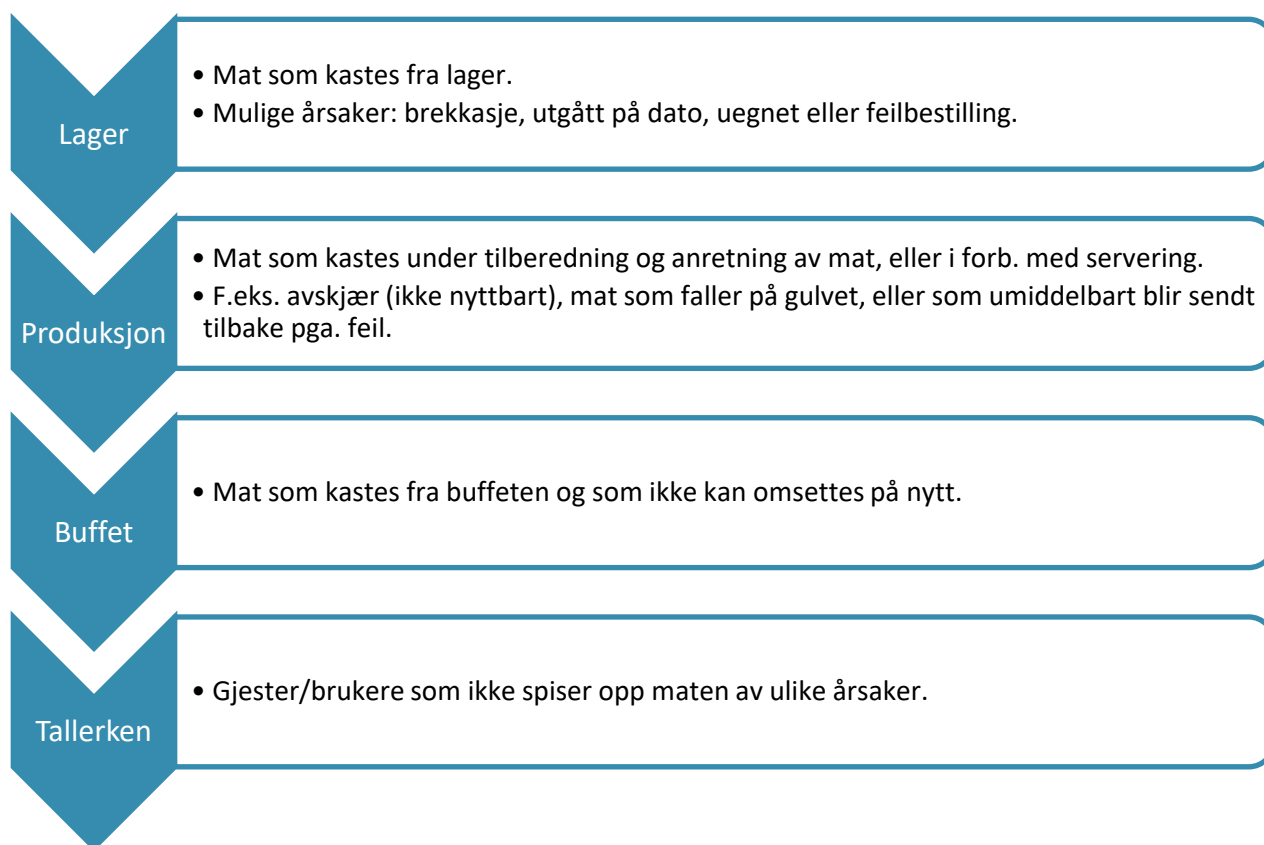 Lager
• Mat som kastes fra lager.
• Mulige årsaker: brekkasje, utgått på dato, uegnet eller feilbestilling.
Produksjon
• Mat som kastes under tilberedning og anretning av mat, eller i forb. med servering.
• F.eks. avskjær (ikke nyttbart), mat som faller på gulvet, eller som umiddelbart blir sendt
tilbake pga. feil.
Buffet
• Mat som kastes fra buffeten og som ikke kan omsettes på nytt.
Tallerken
• Gjester/brukere som ikke spiser opp maten av ulike årsaker.